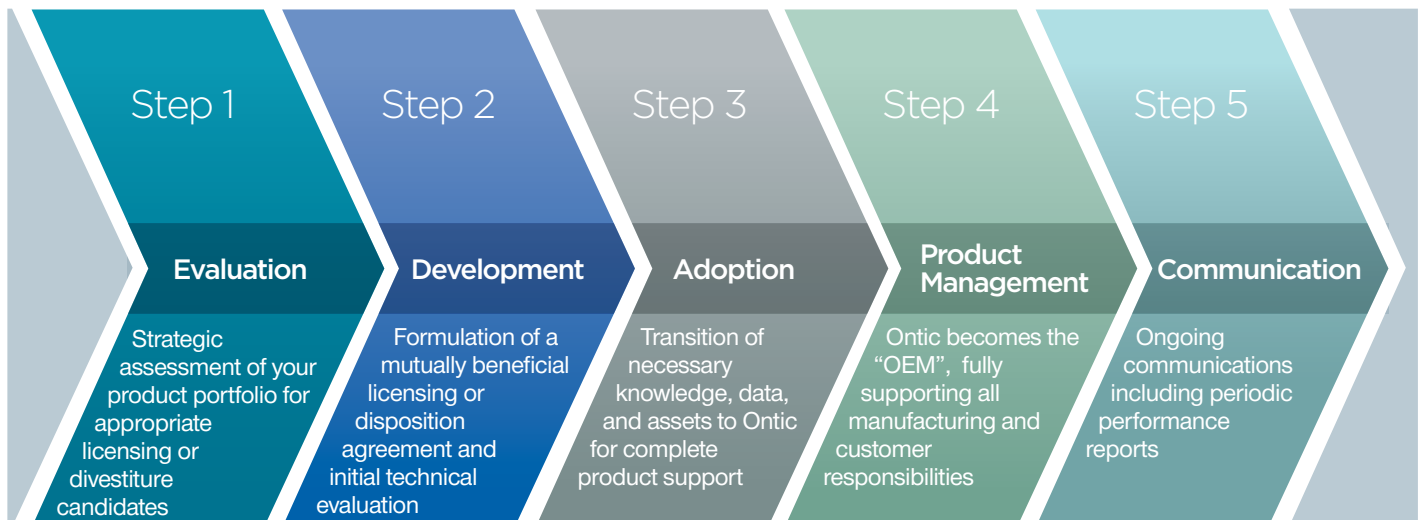 Step 1
Evaluation
Strategic
assessment of your
product portfolio for
appropriate
licensing or
divestiture
candidates
Step 2
Development
Formulation of a
mutually beneficial
licensing or
disposition
agreement and
initial technical
evaluation
Step 3
Adoption
Transition of
necessary
knowledge, data,
and assets to Ontic
for complete
product support
Step 4
Product
Management
Ontic becomes the
“OEM”, fully
supporting all
manufacturing and
customer
responsibilities
Step 5
Communication
Ongoing
communications
including periodic
performance
reports